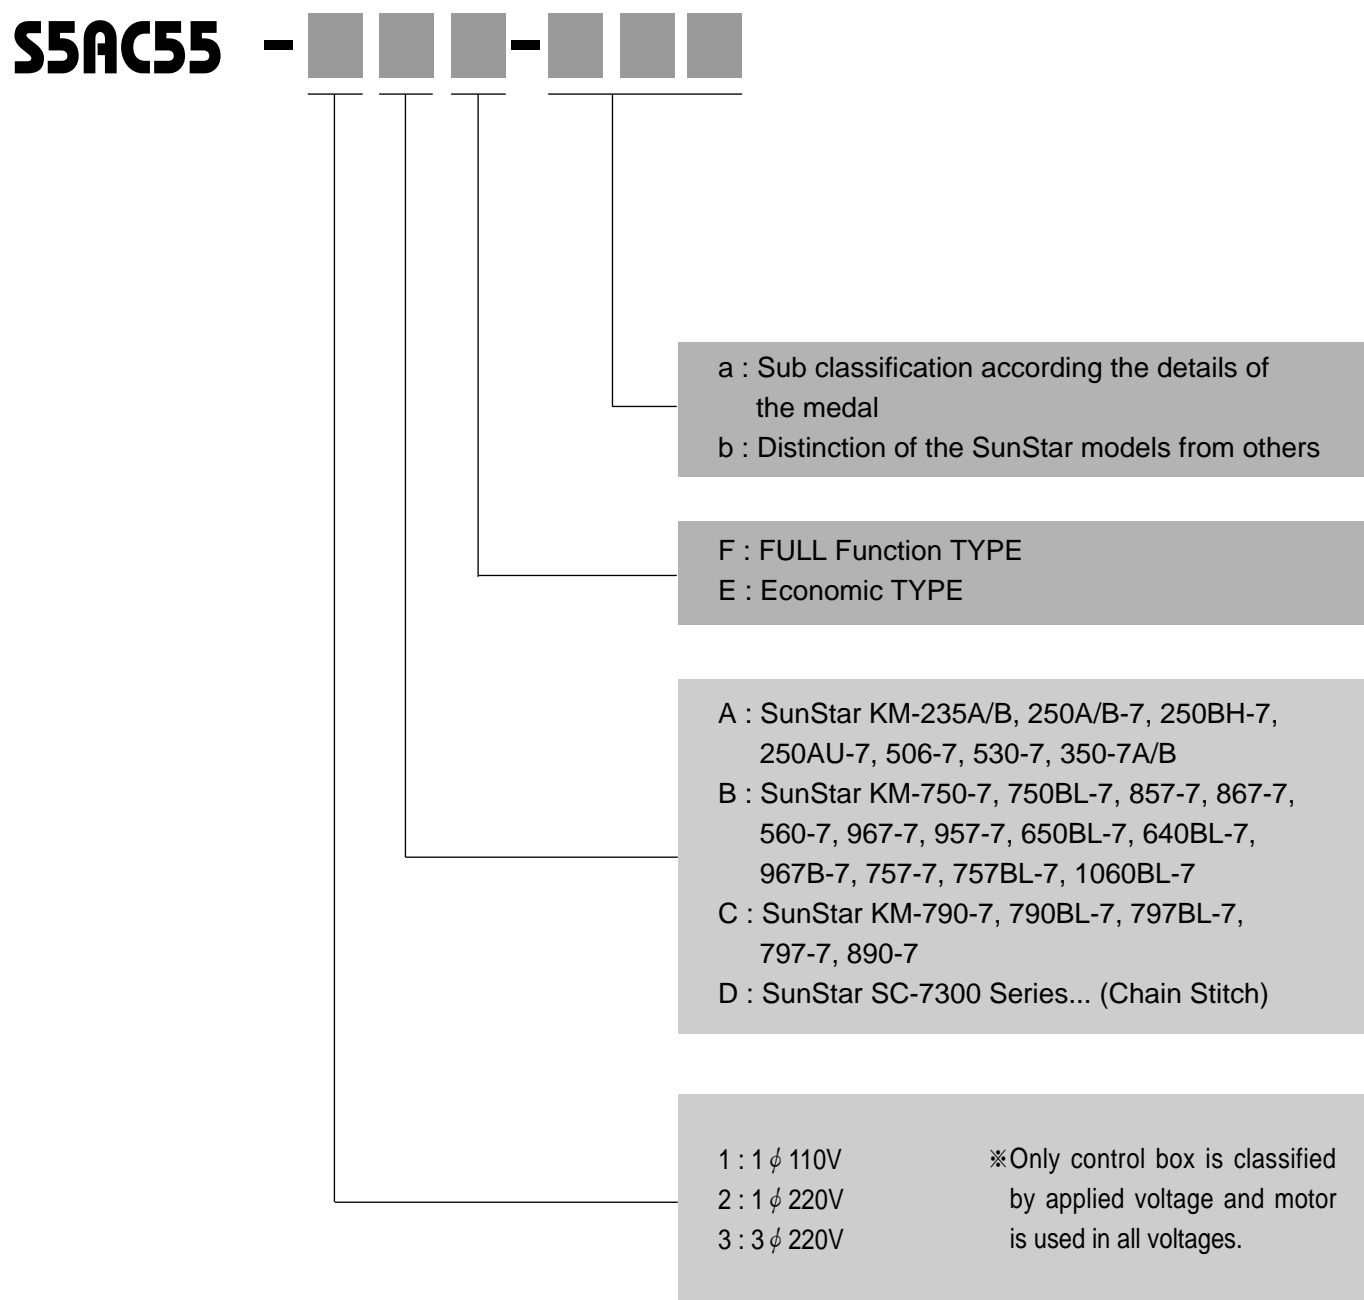 S5AC55 - -
a : Sub classification according the details of
the medal
b : Distinction of the SunStar models from others
F : FULL Function TYPE
E : Economic TYPE
A : SunStar KM-235A/B, 250A/B-7, 250BH-7,
250AU-7, 506-7, 530-7, 350-7A/B
B : SunStar KM-750-7, 750BL-7, 857-7, 867-7,
560-7, 967-7, 957-7, 650BL-7, 640BL-7,
967B-7, 757-7, 757BL-7, 1060BL-7
C : SunStar KM-790-7, 790BL-7, 797BL-7,
797-7, 890-7
D : SunStar SC-7300 Series... (Chain Stitch)
1 : 1 ϕ 110V
2 : 1 ϕ 220V
3 : 3 ϕ 220V
※Only control box is classified
by applied voltage and motor
is used in all voltages.